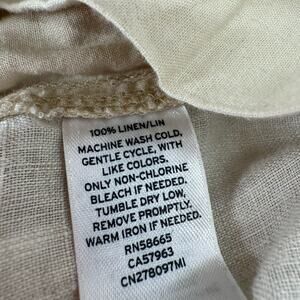 100% LINEN/LIN
MACHINE WASH COLD,
GENTLE CYCLE, WITH
LIKE COLORS.
ONLY NON-CHLORINE
BLEACH IF NEEDED.
TUMBLE DRY LOW,
REMOVE PROMPTLY.
WARM IRON IF NEEDED.
RN58665
CA57963
CN278097MI